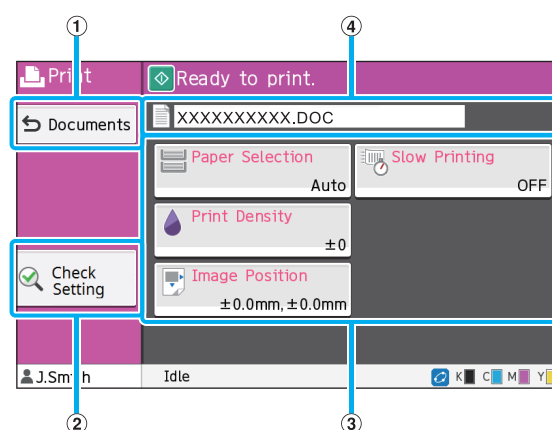 1 4
Print Ready to print.
Documents
XXXXXXXXXX.DOC
Paper Selection
Auto
Slow Printing
OFF
Print Density
±0
Check
Setting
Image Position
±0.0mm, ±0.0mm
J.Smith Idle K C M Y
2 3